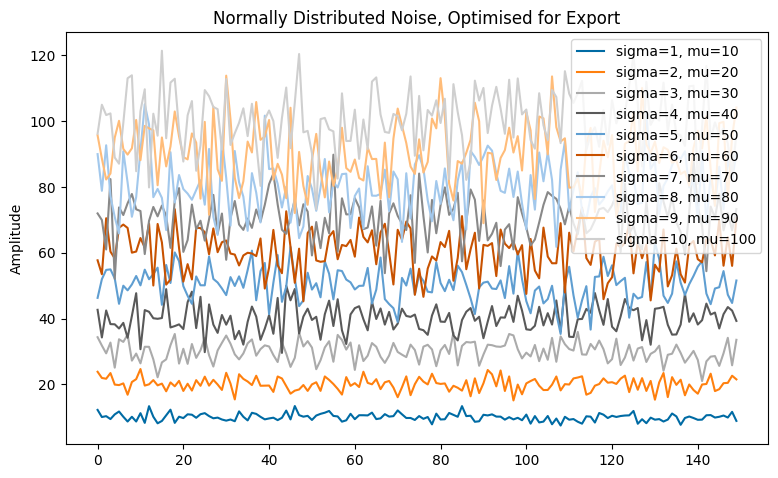 Normally Distributed Noise, Optimised for Export
Amplitude
120
100
80
60
40
20
0
20
40
60
80
100
120
140
sigma=1, mu=10
sigma=2, mu=20
sigma=3, mu=30
sigma=4, mu=40
sigma=5, mu=50
sigma=6, mu=60
sigma=7, mu=70
sigma=8, mu=80
sigma=9, mu=90
sigma=10, mu=100